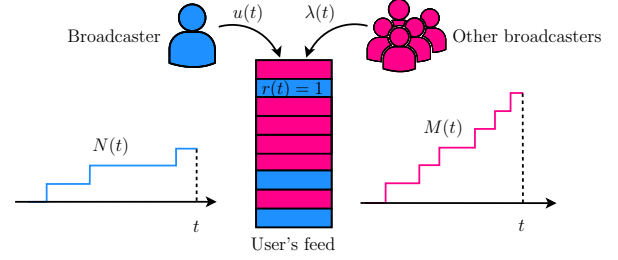 Broadcaster
u(t)
λ(t)
Other broadcasters
r(t) = 1
N(t)
M(t)
t
t
User's feed